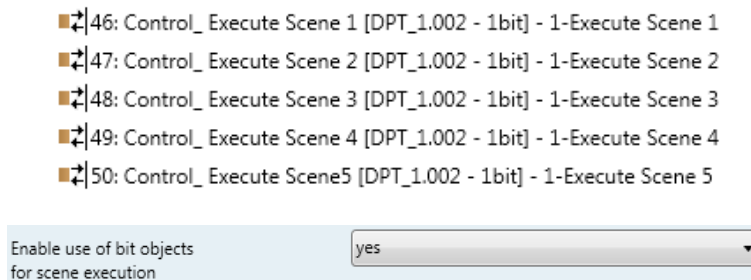 46: Control_ Execute Scene 1 [DPT_1.002 - 1bit] - 1-Execute Scene 1
47: Control_ Execute Scene 2 [DPT_1.002 - 1bit] - 1-Execute Scene 2
48: Control_ Execute Scene 3 [DPT_1.002 - 1bit] - 1-Execute Scene 3
49: Control_ Execute Scene 4 [DPT_1.002 - 1bit] - 1-Execute Scene 4
50: Control_ Execute Scene5 [DPT_1.002 - 1bit] - 1-Execute Scene 5
Enable use of bit objects yes
for scene execution